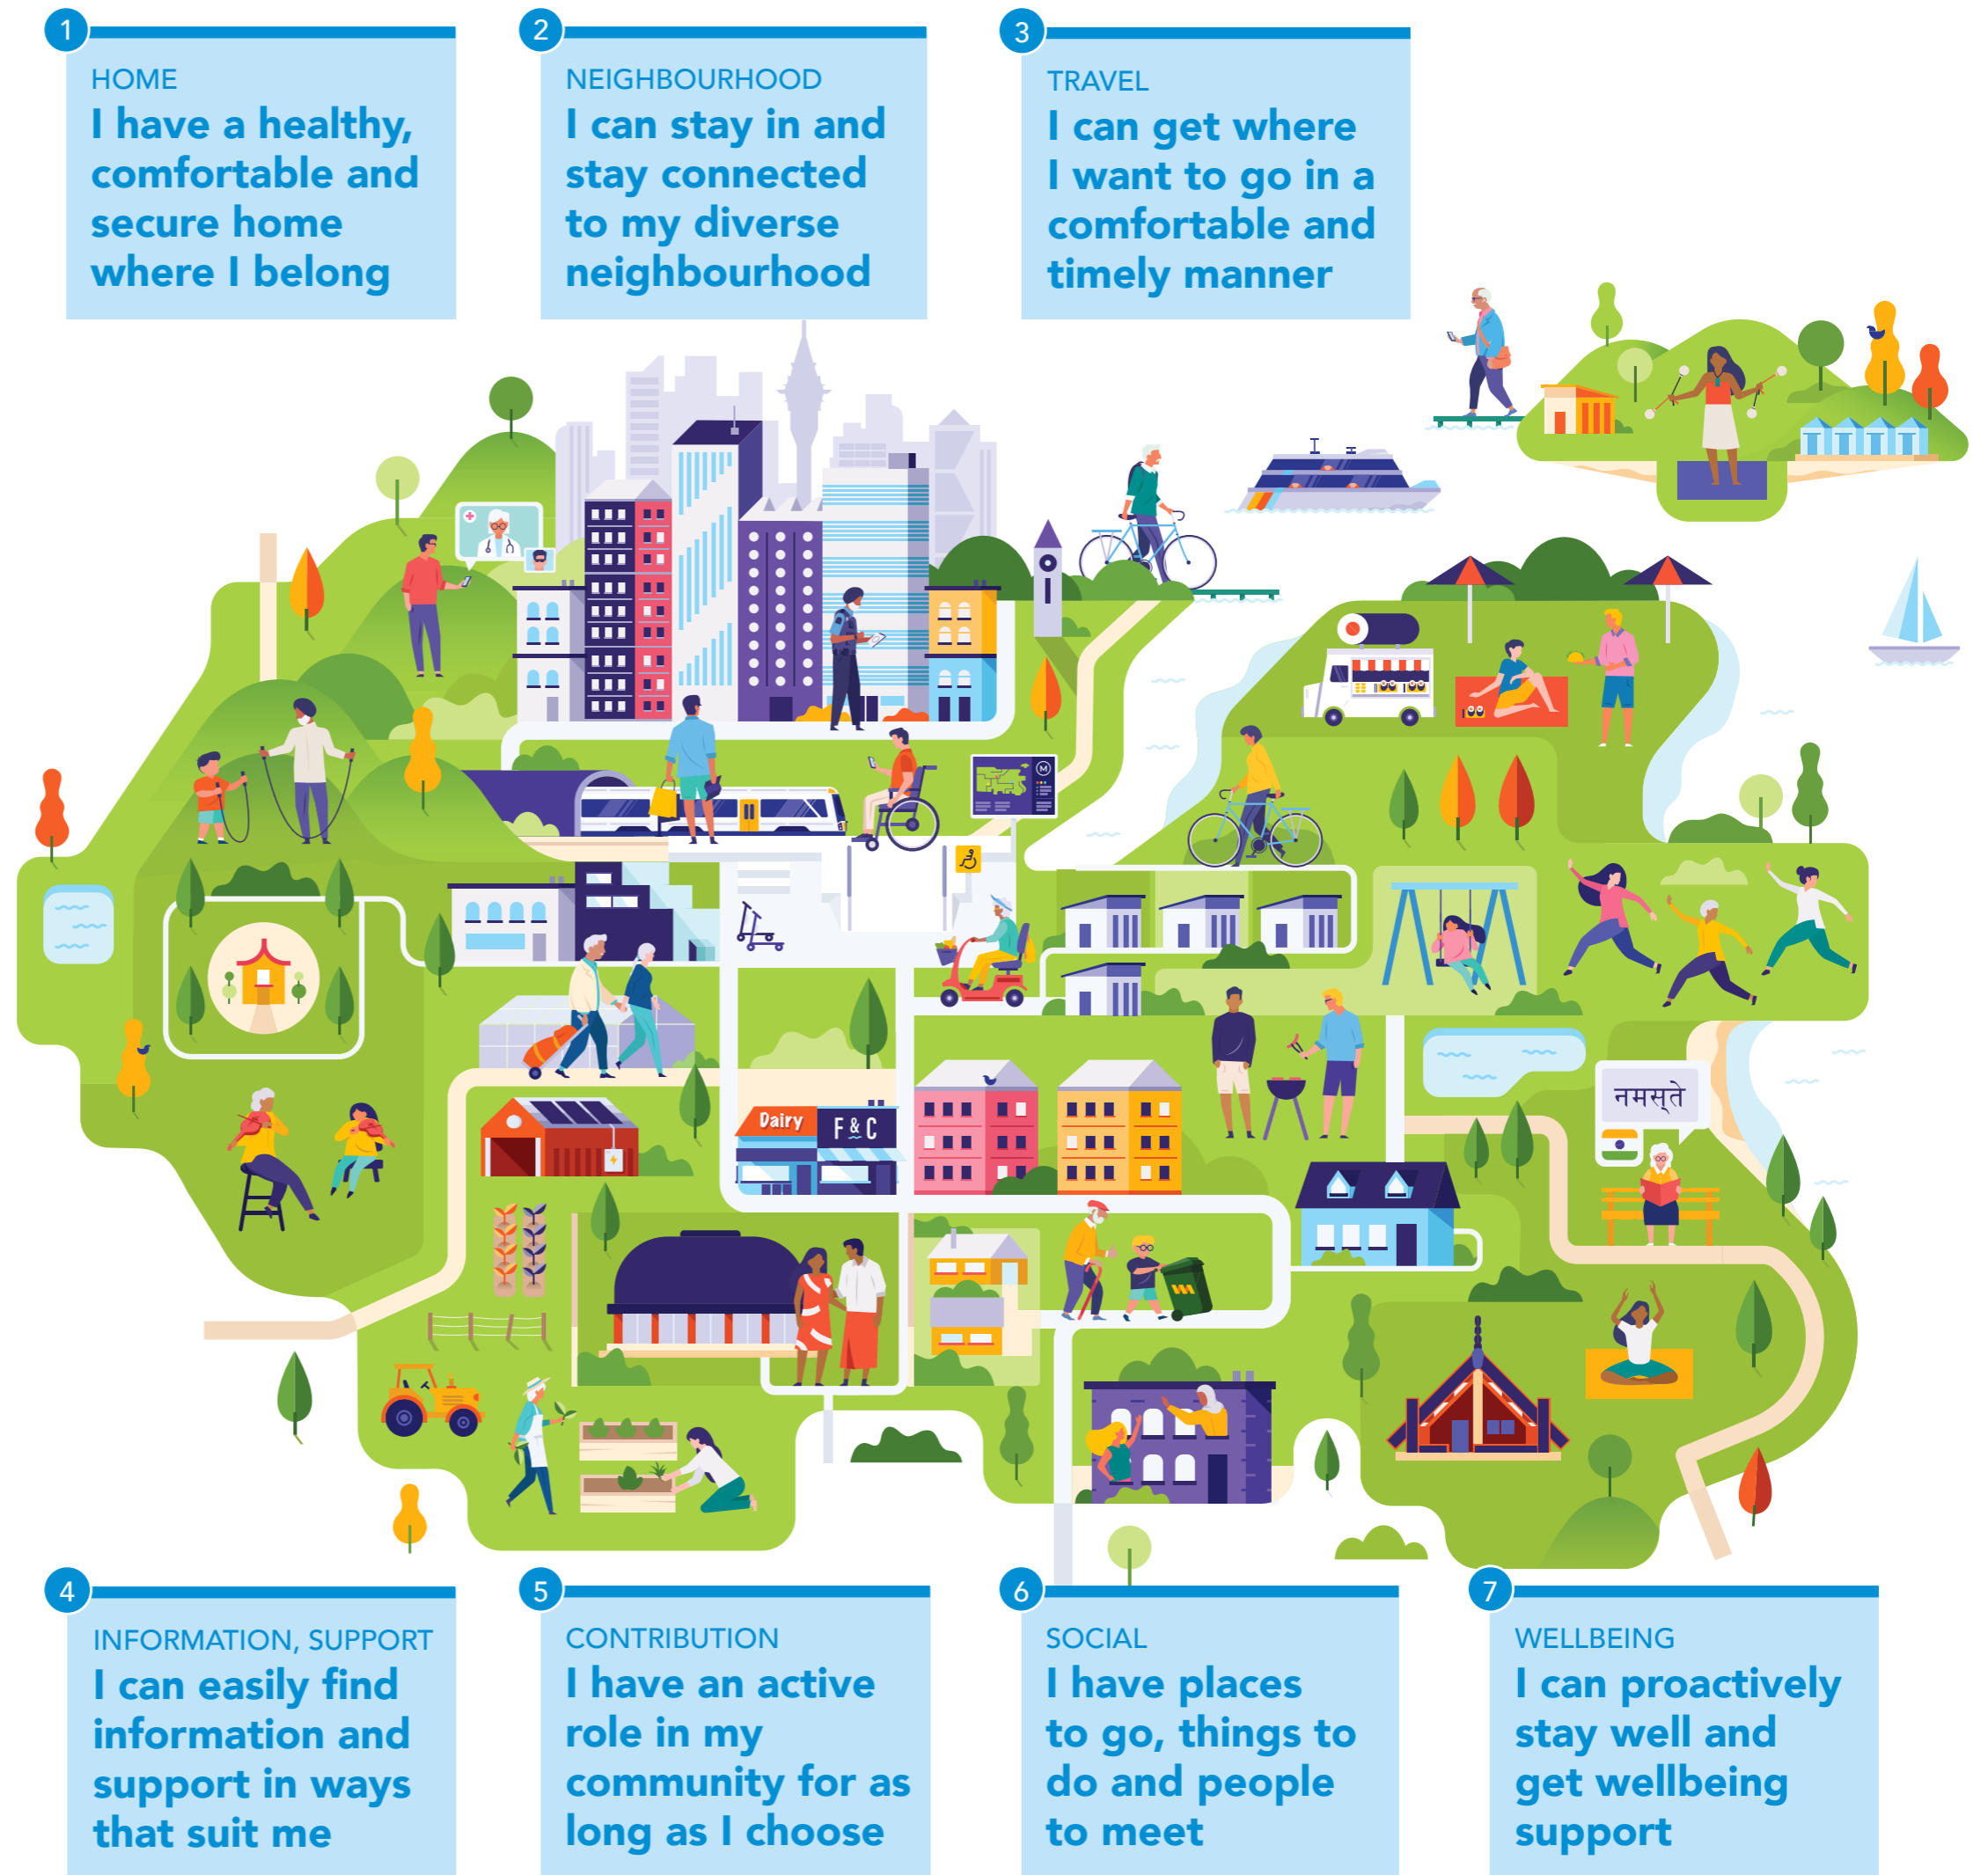 1
HOME
I have a healthy,
comfortable and
secure home
where I belong
2
NEIGHBOURHOOD
I can stay in and
stay connected
to my diverse
neighbourhood
3
TRAVEL
I can get where
I want to go in a
comfortable and
timely manner
M
Dairy
F & C
नमस्ते
4
INFORMATION, SUPPORT
I can easily find
information and
support in ways
that suit me
5
CONTRIBUTION
I have an active
role in my
community for as
long as I choose
6
SOCIAL
I have places
to go, things to
do and people
to meet
7
WELLBEING
I can proactively
stay well and
get wellbeing
support